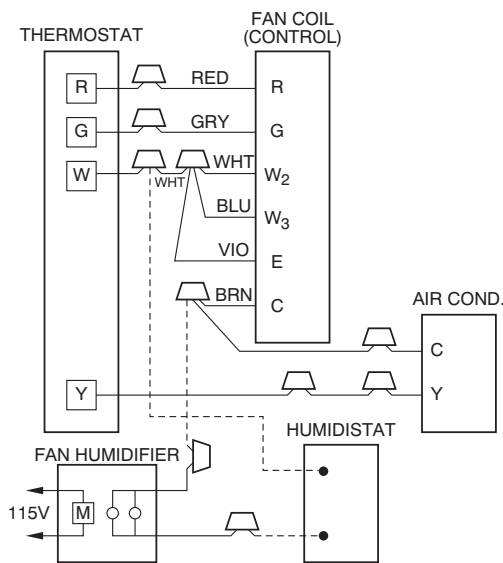 FAN COIL
(CONTROL)
THERMOSTAT
R
RED
R
G
GRY
G
W
WHT
WHT
W2
BLU
W3
VIO
E
BRN
C
AIR COND.
C
Y
Y
HUMIDISTAT
FAN HUMIDIFIER
115V
M